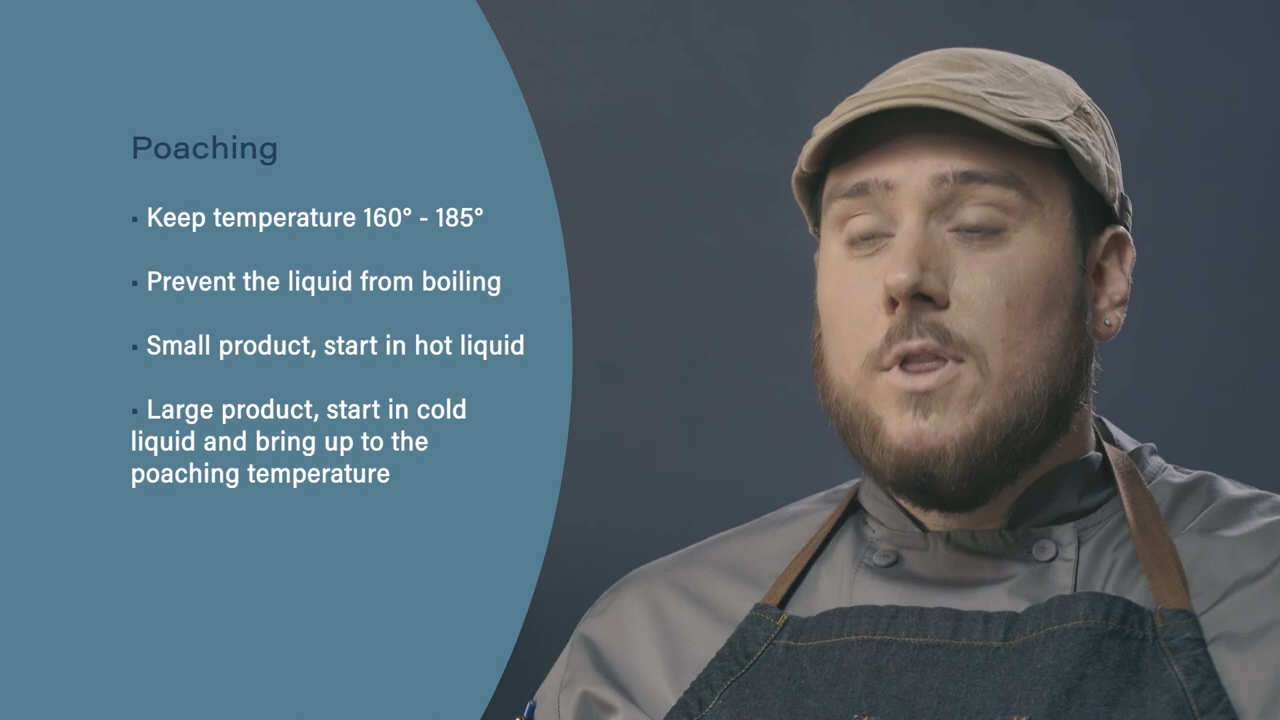 Poaching
▪ Keep temperature 160° - 185°
▪ Prevent the liquid from boiling
▪ Small product, start in hot liquid
▪ Large product, start in cold
liquid and bring up to the
poaching temperature